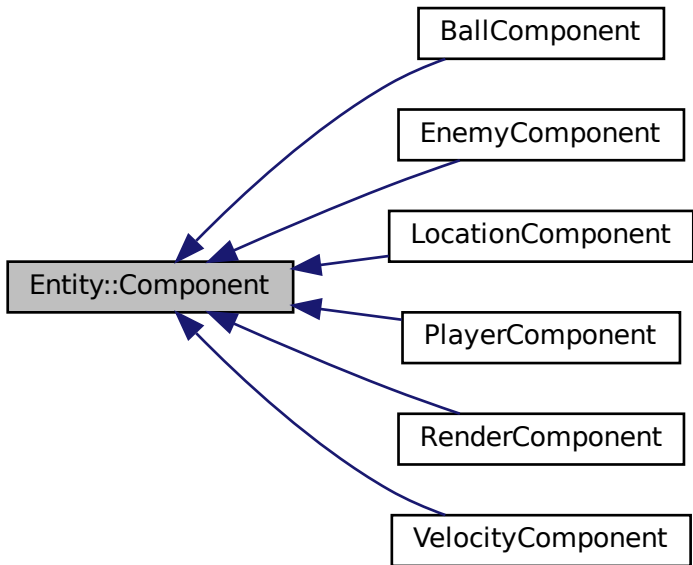 BallComponent
EnemyComponent
LocationComponent
Entity::Component
PlayerComponent
RenderComponent
VelocityComponent